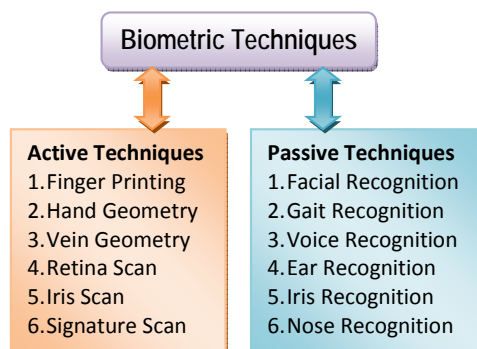 Biometric Techniques
Active Techniques
1.Finger Printing
2.Hand Geometry
3.Vein Geometry
4.Retina Scan
5.Iris Scan
6.Signature Scan
Passive Techniques
1.Facial Recognition
2.Gait Recognition
3.Voice Recognition
4.Ear Recognition
5.Iris Recognition
6.Nose Recognition